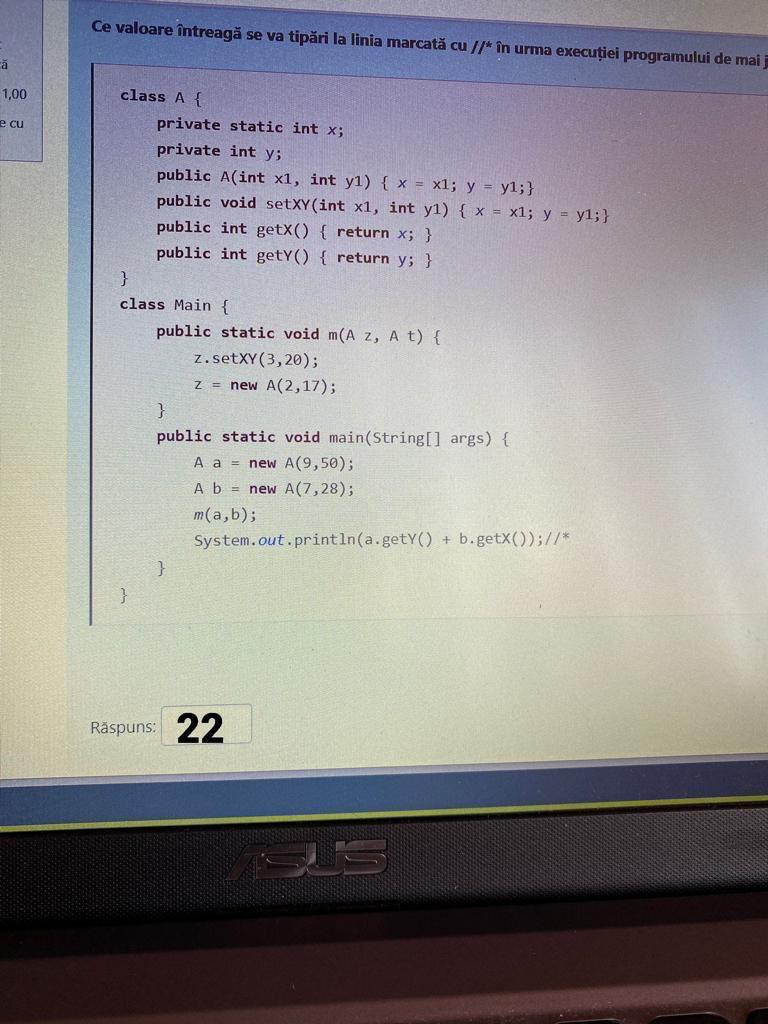 Ce valoare întreagă se va tipări la linia marcată cu //* în urma execuției programului de mai j
ă
1,00
e cu
class A {
private static int x;
private int y;
public A(int x1, int y1) { x = x1; y = y1;}
public void setXY(int x1, int y1) { x = x1; y = y1;}
public int getX() { return x; }
public int getY() { return y; }
}
class Main {
public static void m(A z, A t) {
z.setXY(3,20);
z = new A(2,17);
}
public static void main(String[] args) {
A a = new A(9,50);
A b = new A(7,28);
m(a,b);
System.out.println(a.getY() + b.getX());//*
}
}
Răspuns: 22
ASUS